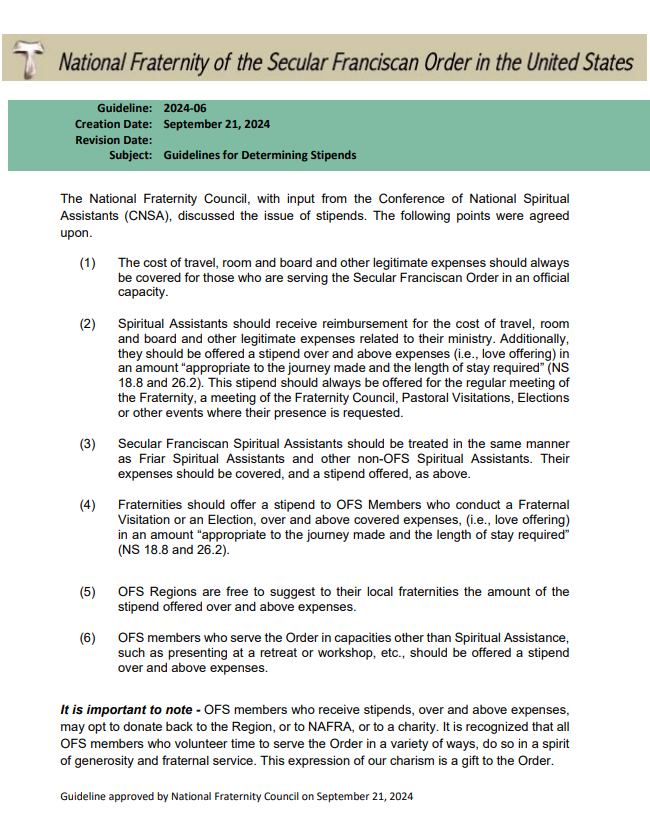 National Fraternity of the Secular Franciscan Order in the United States
Guideline: 2024-06
Creation Date: September 21, 2024
Revision Date:
Subject: Guidelines for Determining Stipends
The National Fraternity Council, with input from the Conference of National Spiritual
Assistants (CNSA), discussed the issue of stipends. The following points were agreed
upon.
(1) The cost of travel, room and board and other legitimate expenses should always
be covered for those who are serving the Secular Franciscan Order in an official
capacity.
(2) Spiritual Assistants should receive reimbursement for the cost of travel, room
and board and other legitimate expenses related to their ministry. Additionally,
they should be offered a stipend over and above expenses (i.e., love offering) in
an amount “appropriate to the journey made and the length of stay required” (NS
18.8 and 26.2). This stipend should always be offered for the regular meeting of
the Fraternity, a meeting of the Fraternity Council, Pastoral Visitations, Elections
or other events where their presence is requested.
(3) Secular Franciscan Spiritual Assistants should be treated in the same manner
as Friar Spiritual Assistants and other non-OFS Spiritual Assistants. Their
expenses should be covered, and a stipend offered, as above.
(4) Fraternities should offer a stipend to OFS Members who conduct a Fraternal
Visitation or an Election, over and above covered expenses, (i.e., love offering)
in an amount “appropriate to the journey made and the length of stay required”
(NS 18.8 and 26.2).
(5) OFS Regions are free to suggest to their local fraternities the amount of the
stipend offered over and above expenses.
(6) OFS members who serve the Order in capacities other than Spiritual Assistance,
such as presenting at a retreat or workshop, etc., should be offered a stipend
over and above expenses.
It is important to note - OFS members who receive stipends, over and above expenses,
may opt to donate back to the Region, or to NAFRA, or to a charity. It is recognized that all
OFS members who volunteer time to serve the Order in a variety of ways, do so in a spirit
of generosity and fraternal service. This expression of our charism is a gift to the Order.
Guideline approved by National Fraternity Council on September 21, 2024